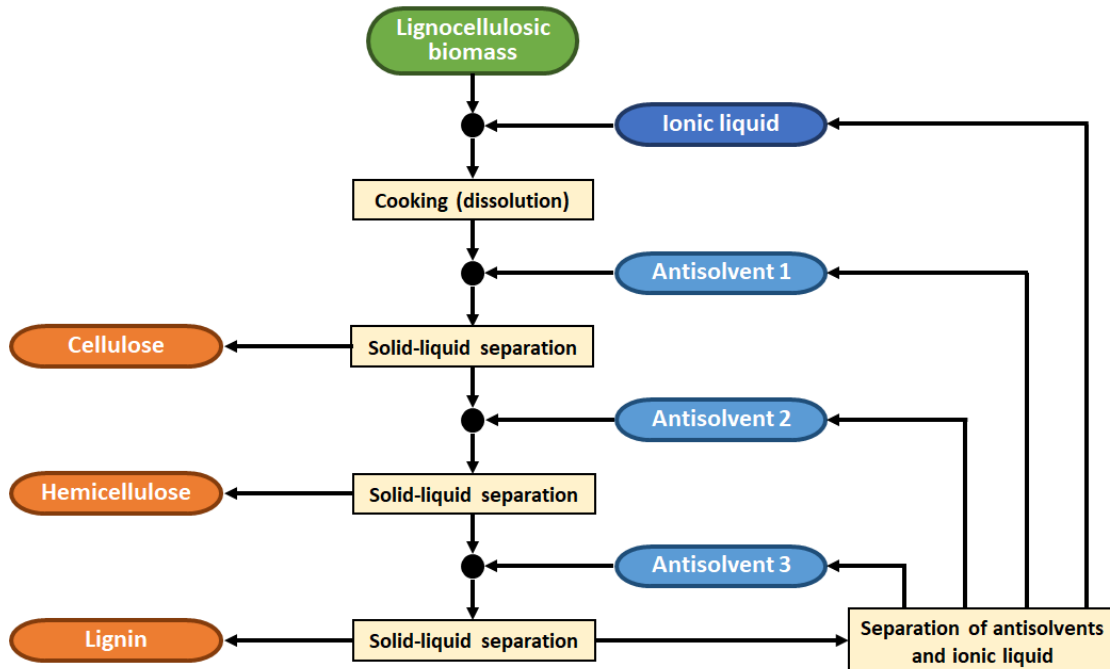 Lignocellulosic
biomass
Ionic liquid
Cooking (dissolution)
Antisolvent 1
Cellulose
Solid-liquid separation
Antisolvent 2
Hemicellulose
Solid-liquid separation
Antisolvent 3
Lignin
Solid-liquid separation
Separation of antisolvents
and ionic liquid